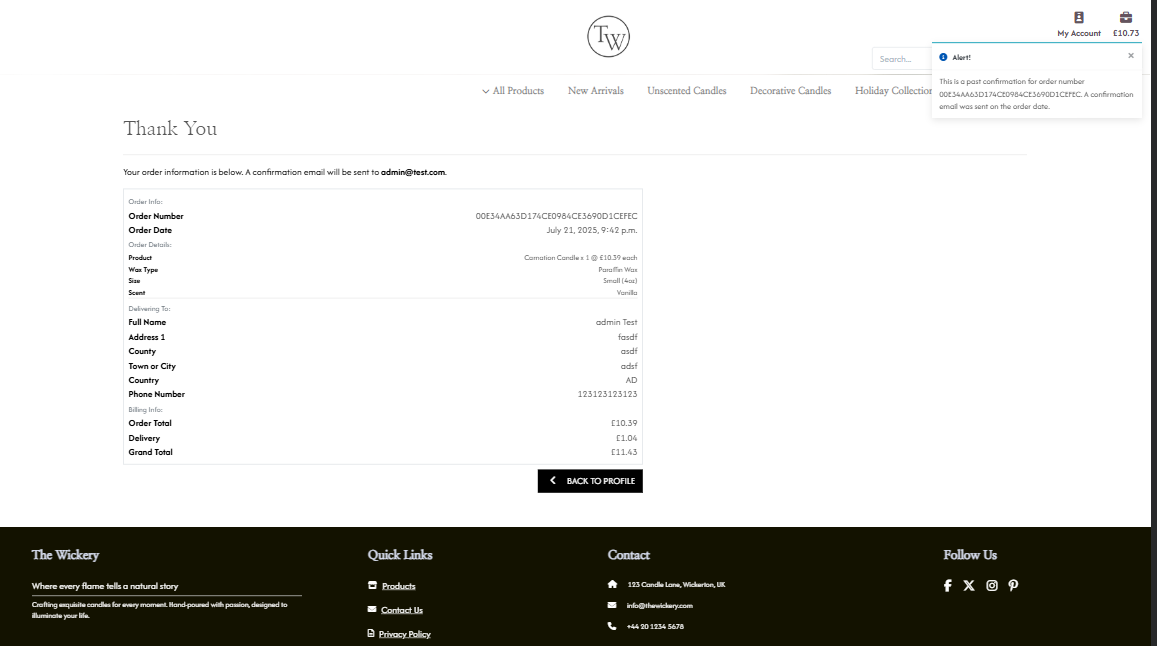 TW
My Account
£10.73
Search...
Alert!
×
This is a past confirmation for order number
00E34AA63D174CE0984CE3690D1CEFEC. A confirmation
email was sent on the order date.
All Products New Arrivals Unscented Candles Decorative Candles Holiday Collection
Thank You
Your order information is below. A confirmation email will be sent to admin@test.com.
Order Info:
Order Number 00E34AA63D174CE0984CE3690D1CEFEC
Order Date July 21, 2025, 9:42 p.m.
Order Details:
Product Carnation Candle x 1 @ £10.39 each
Wax Type Paraffin Wax
Size Small (4oz)
Scent Vanilla
Delivering To:
Full Name admin Test
Address 1 fasdf
County asdf
Town or City adsf
Country AD
Phone Number 123123123123
Billing Info:
Order Total £10.39
Delivery £1.04
Grand Total £11.43
BACK TO PROFILE
The Wickery
Where every flame tells a natural story
Crafting exquisite candles for every moment. Hand-poured with passion, designed to
illuminate your life.
Quick Links
Products
Contact Us
Privacy Policy
Contact
123 Candle Lane, Wickerton, UK
info@thewickery.com
+44 20 1234 5678
Follow Us